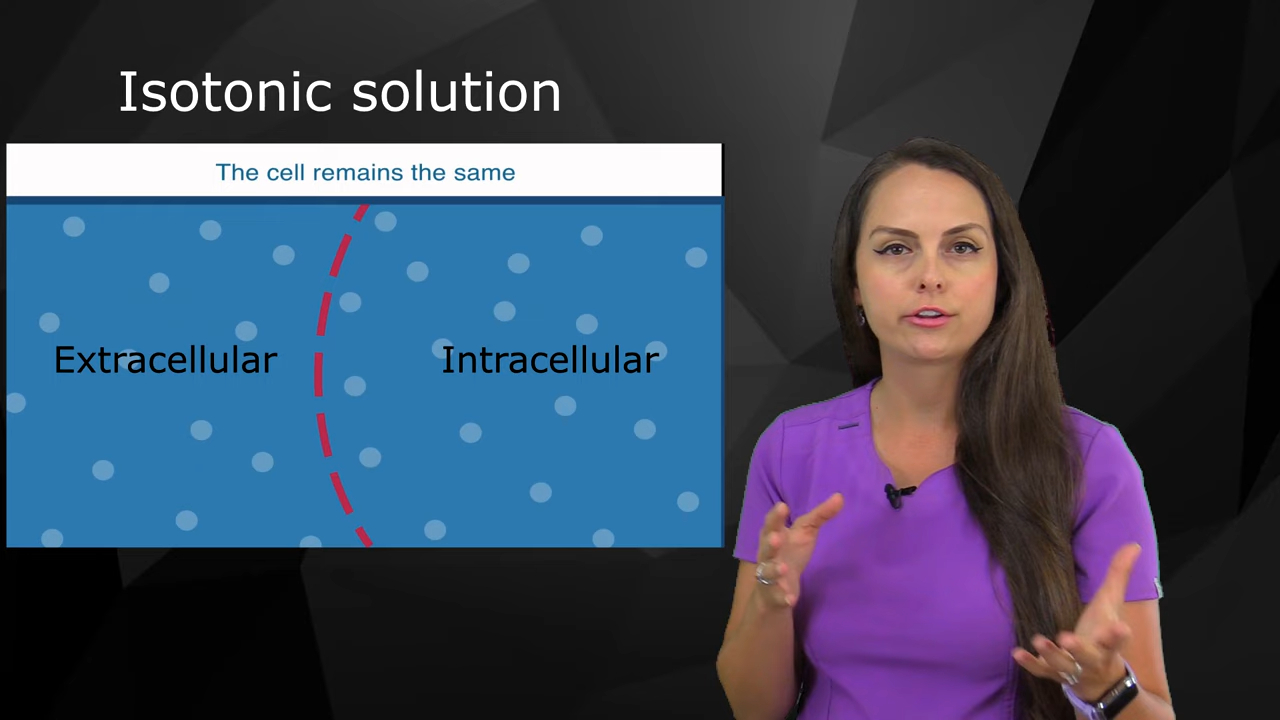 Isotonic solution
The cell remains the same
Extracellular
Intracellular